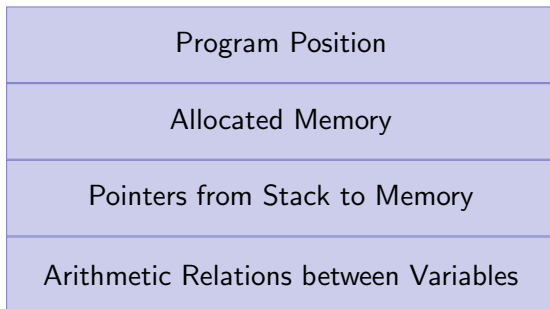 Program Position
Allocated Memory
Pointers from Stack to Memory
Arithmetic Relations between Variables